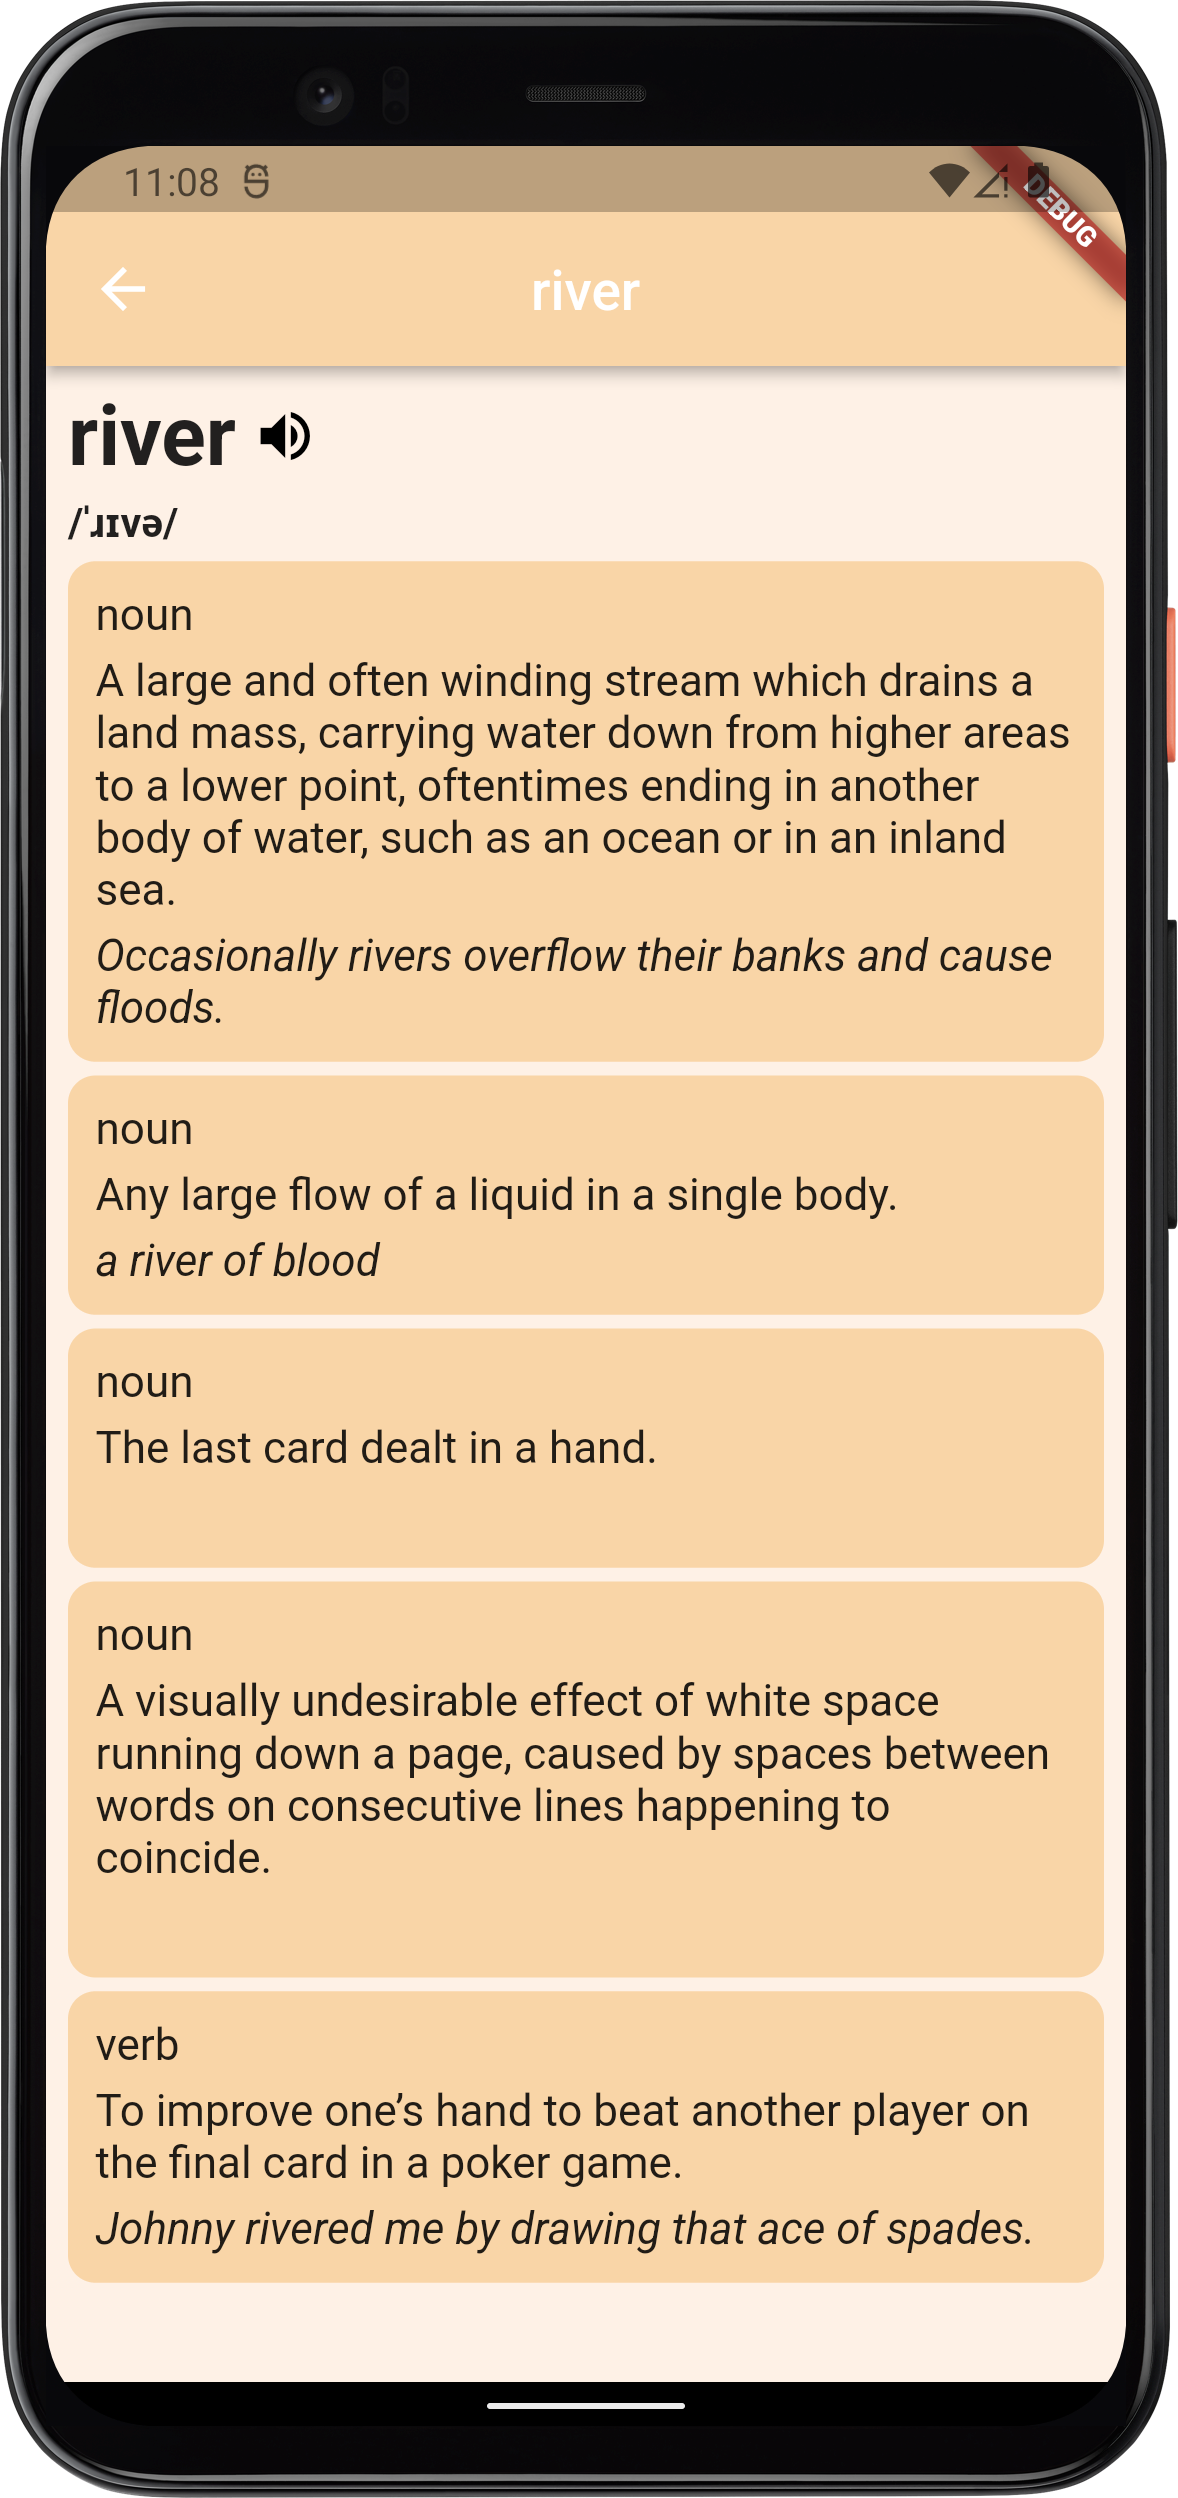 11:08
DEBUG
river
river
/ˈɹɪvə/
noun
A large and often winding stream which drains a
land mass, carrying water down from higher areas
to a lower point, oftentimes ending in another
body of water, such as an ocean or in an inland
sea.
Occasionally rivers overflow their banks and cause
floods.
noun
Any large flow of a liquid in a single body.
a river of blood
noun
The last card dealt in a hand.
noun
A visually undesirable effect of white space
running down a page, caused by spaces between
words on consecutive lines happening to
coincide.
verb
To improve one’s hand to beat another player on
the final card in a poker game.
Johnny rivered me by drawing that ace of spades.